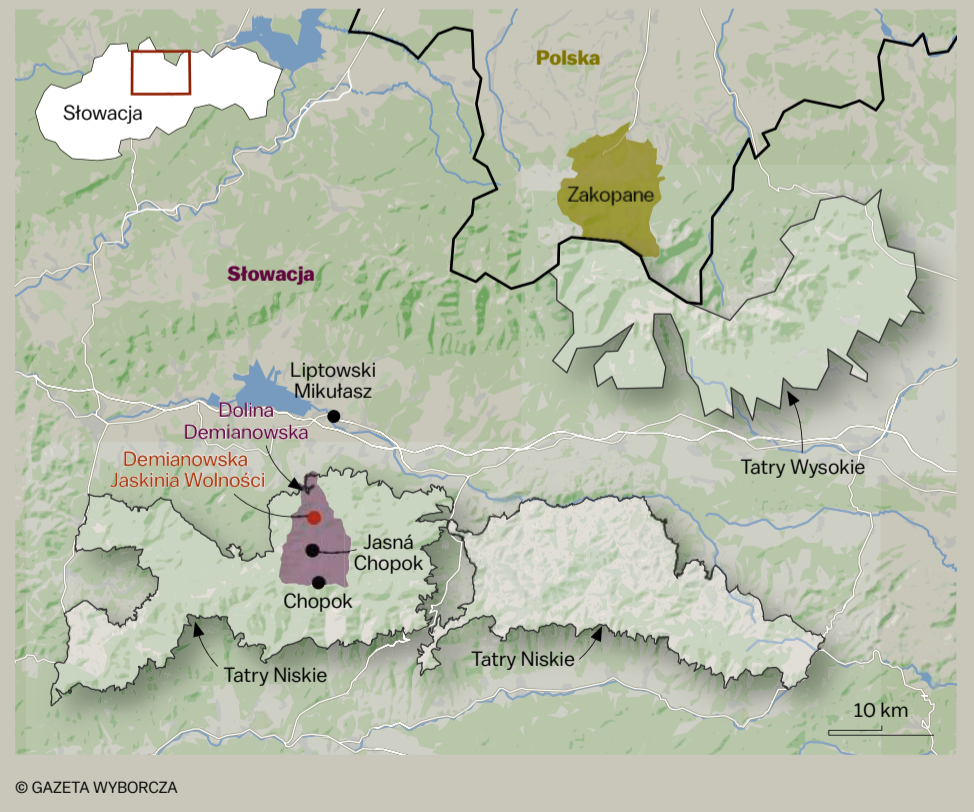 Polska
Słowacja
Zakopane
Słowacja
Liptowski
Mikułasz
Dolina
Demianowska
Demianowska
Jaskinia Wolności
Tatry Wysokie
Jasná
Chopok
Chopok
Tatry Niskie
Tatry Niskie
10 km
© GAZETA WYBORCZA